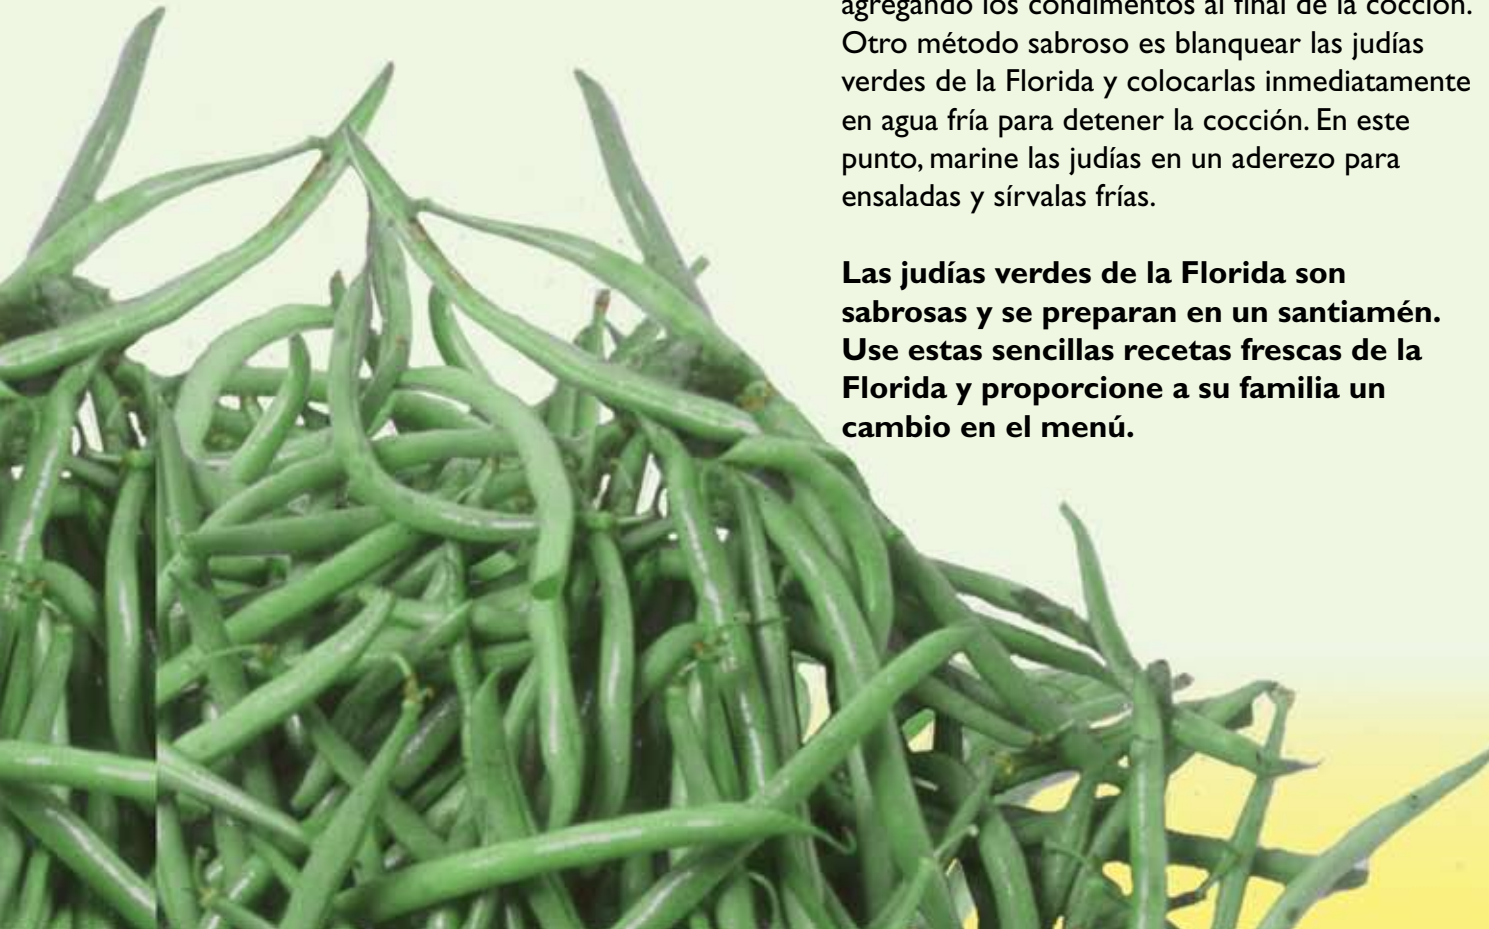 agregando los condimentos al final de la cocción.
Otro método sabroso es blanquear las judías
verdes de la Florida y colocarlas inmediatamente
en agua fría para detener la cocción. En este
punto, marine las judías en un aderezo para
ensaladas y sírvalas frías.
Las judías verdes de la Florida son
sabrosas y se preparan en un santiamén.
Use estas sencillas recetas frescas de la
Florida y proporcione a su familia un
cambio en el menú.